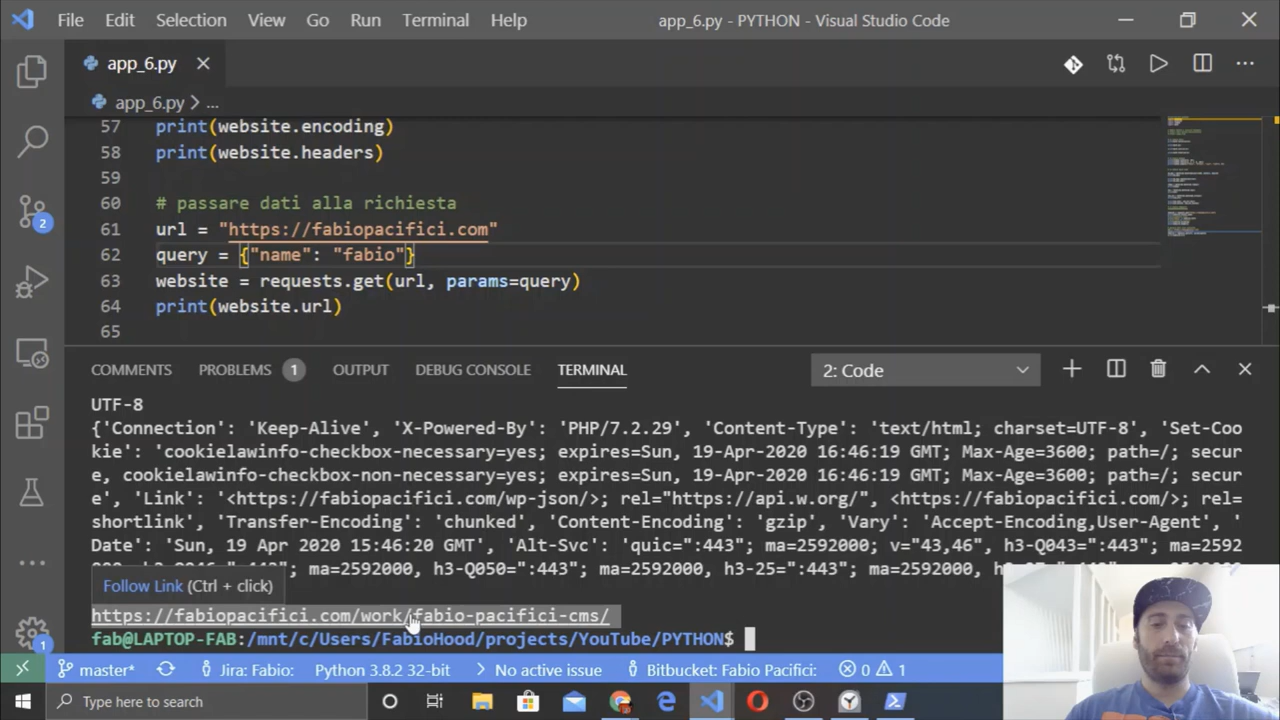 File Edit Selection View Go Run Terminal Help app_6.py - PYTHON - Visual Studio Code
app_6.py
app_6.py > ...
57 print(website.encoding)
58 print(website.headers)
59
60 # passare dati alla richiesta
61 url = "https://fabiopacifici.com"
62 query = {"name": "fabio"}
63 website = requests.get(url, params=query)
64 print(website.url)
65
2
COMMENTS PROBLEMS 1 OUTPUT DEBUG CONSOLE TERMINAL 2: Code
UTF-8
{'Connection': 'Keep-Alive', 'X-Powered-By': 'PHP/7.2.29', 'Content-Type': 'text/html; charset=UTF-8', 'Set-Coo
kie': 'cookielawinfo-checkbox-necessary=yes; expires=Sun, 19-Apr-2020 16:46:19 GMT; Max-Age=3600; path=/; secur
e, cookielawinfo-checkbox-non-necessary=yes; expires=Sun, 19-Apr-2020 16:46:19 GMT; Max-Age=3600; path=/; secur
e', 'Link': '<https://fabiopacifici.com/wp-json/>; rel="https://api.w.org/", <https://fabiopacifici.com/>; rel=
shortlink', 'Transfer-Encoding': 'chunked', 'Content-Encoding': 'gzip', 'Vary': 'Accept-Encoding,User-Agent', '
Date': 'Sun, 19 Apr 2020 15:46:20 GMT', 'Alt-Svc': 'quic=":443"; ma=2592000; v="43,46", h3-Q043=":443"; ma=2592
; ma=2592000, h3-Q050=":443"; ma=2592000, h3-25=":443"; ma=2592000,
Follow Link (Ctrl + click)
https://fabiopacifici.com/work/fabio-pacifici-cms/
fab@LAPTOP-FAB:/mnt/c/Users/FabioHood/projects/YouTube/PYTHON$
1
master* Jira: Fabio: Python 3.8.2 32-bit No active issue Bitbucket: Fabio Pacifici: 0 1
Type here to search